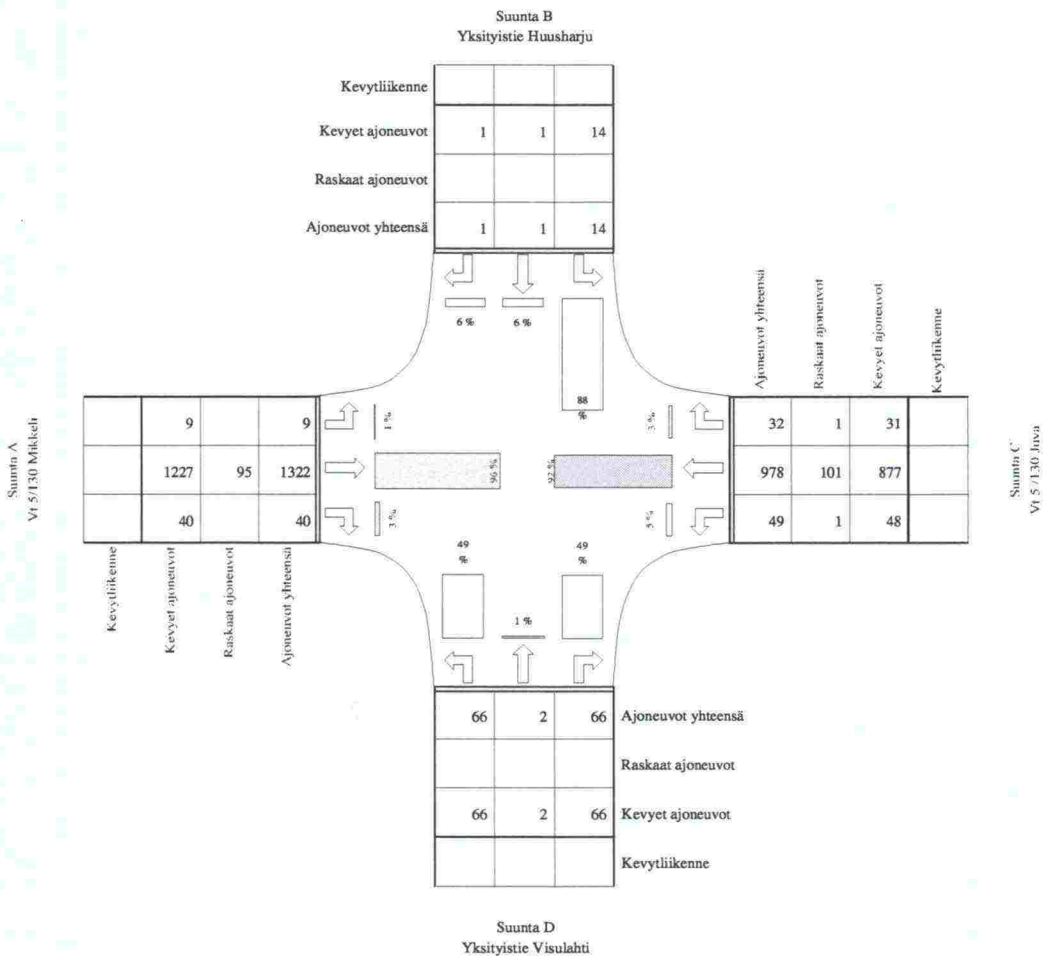 Suunta B
Yksityistie Huusharju
Kevytliikenne
Kevyet ajoneuvot 1 1 14
Raskaat ajoneuvot
Ajoneuvot yhteensä 1 1 14
6 % 6 %
88
%
Suunta A
Vt 5/130 Mikkeli
9 9
1227 95 1322
40 40
Kevytliikenne
Kevyet ajoneuvot
Raskaat ajoneuvot
Ajoneuvot yhteensä
1 %
96 %
3 %
Ajoneuvot yhteensä
Raskaat ajoneuvot
Kevyet ajoneuvot
Kevytliikenne
3 %
92 %
5 %
32 1 31
978 101 877
49 1 48
Suunta C
Vt 5 /130 Juva
49
%
1 %
49
%
66 2 66 Ajoneuvot yhteensä
Raskaat ajoneuvot
66 2 66 Kevyet ajoneuvot
Kevytliikenne
Suunta D
Yksityistie Visulahti